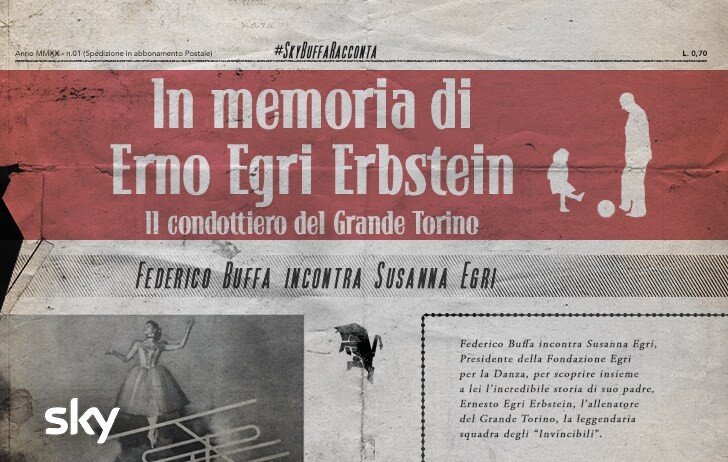 Anno MMXX - n.01 (Spedizione in abbonamento Postale)
#SkyBuffaRacconta
L. 0,70
In memoria di
Erno Egri Erbstein
Il condottiero del Grande Torino
Federico Buffa incontra Susanna Egri
Federico Buffa incontra Susanna Egri,
Presidente della Fondazione Egri
per la Danza, per scoprire insieme
a lei l'incredibile storia di suo padre,
Ernesto Egri Erbstein, l'allenatore
del Grande Torino, la leggendaria
squadra degli "Invincibili".
sky